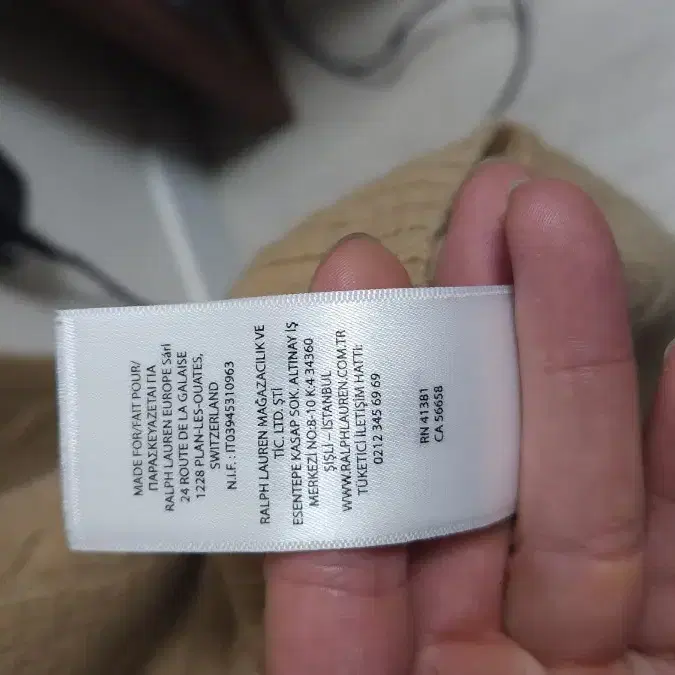 MADE FOR/FAIT POUR/
ΠΑΡΑΣΚΕΥΑΖΕΤΑΙ ΓΙΑ
RALPH LAUREN EUROPE Sárl
24 ROUTE DE LA GALAISE
1228 PLAN-LES-OUATES,
SWITZERLAND
N.I.F. : IT03945310963
RALPH LAUREN MAGAZACILIK VE
TİC. LTD. ŞTİ
ESENTEPE KASAP SOK. ALTINAY İŞ
MERKEZİ NO:8-10 K:4 34360
ŞİŞLİ – İSTANBUL
WWW.RALPHLAUREN.COM.TR
TÜKETİCİ İLETİŞİM HATTI:
0212 345 69 69
RN 41381
CA 56658